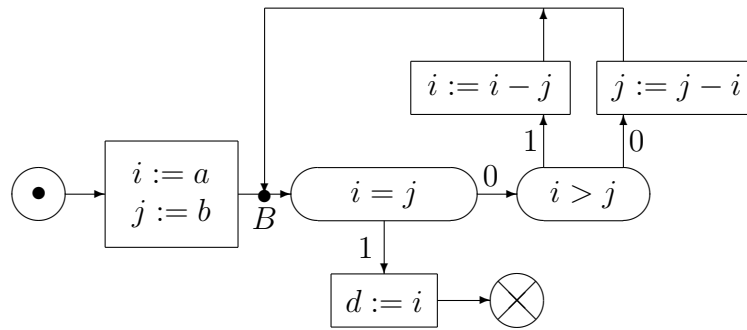 i := i − j
j := j − i
1
0
i := a
j := b
B
i = j
0
i > j
1
d := i